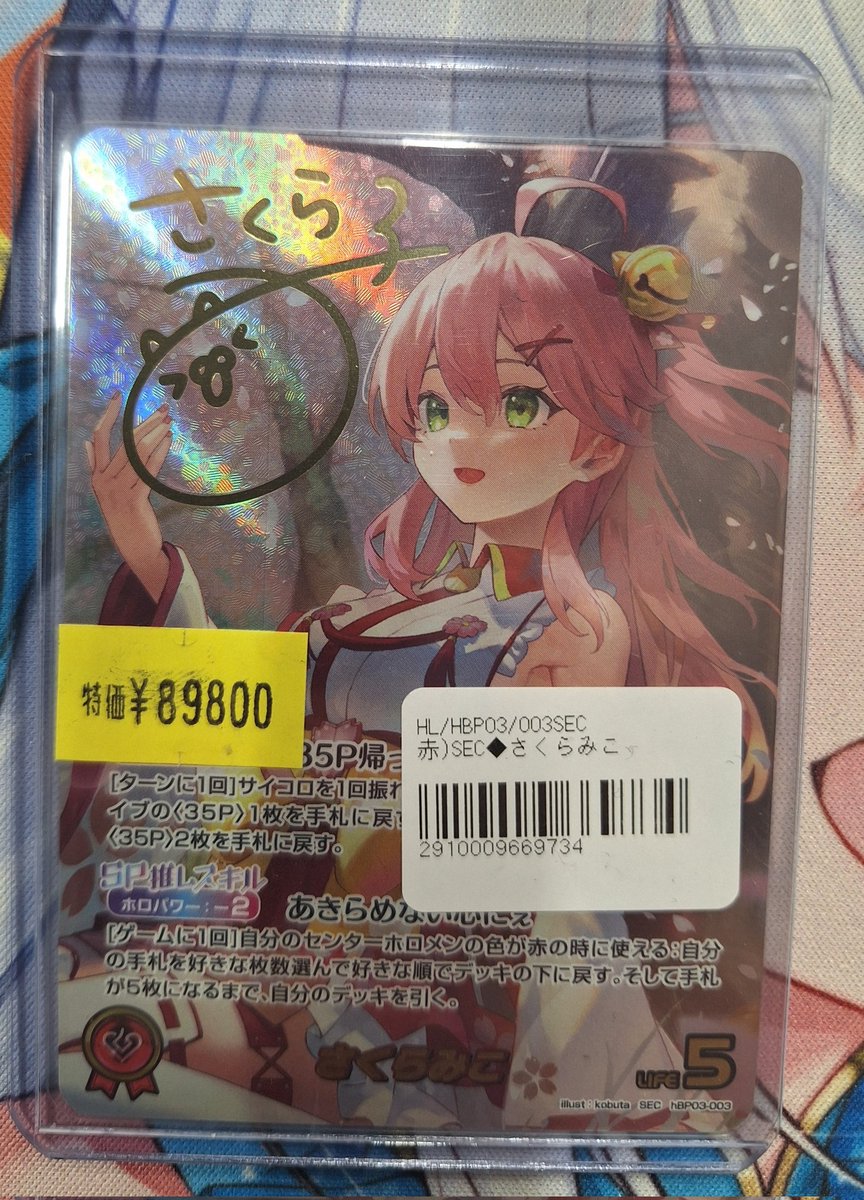 さくら子
特価¥89800
HL/HBP03/003SEC
赤)SEC◆さくらみこ
2910009669734
35P帰っ
[ターンに1回]サイコロを1回振れ
イブの〈35P〉1枚を手札に戻す
〈35P〉2枚を手札に戻す。
SP推しスキル
ホロパワー:-2
あきらめない心にぇ
[ゲームに1回]自分のセンターホロメンの色が赤の時に使える:自分
の手札を好きな枚数選んで好きな順でデッキの下に戻す。そして手札
が5枚になるまで、自分のデッキを引く。
さくらみこ
LIFE 5
illust:kobuta SEC hBP03-003